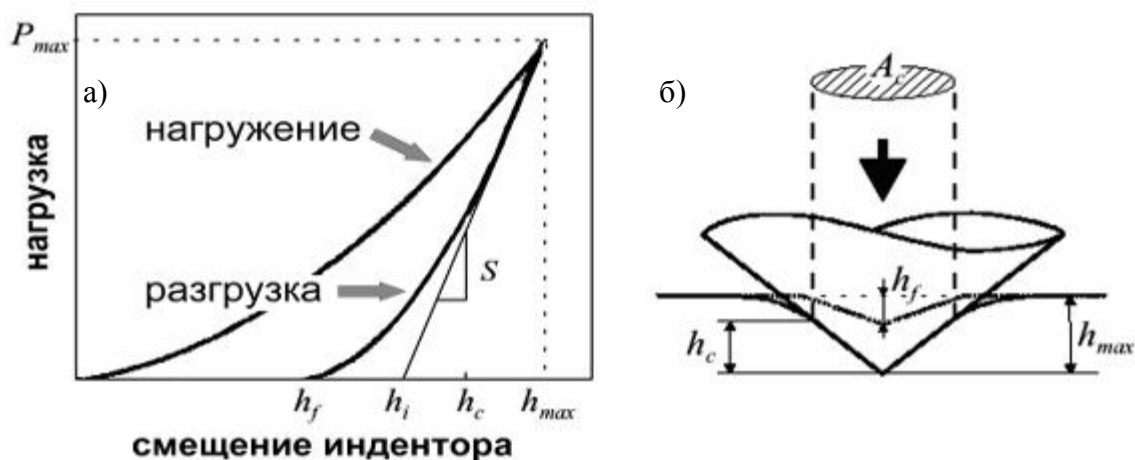 P_max
а)
нагружение
разгрузка
S
нагрузка
h_f
h_i
h_c
h_max
смещение индентора
б)
A_c
h_f
h_c
h_max